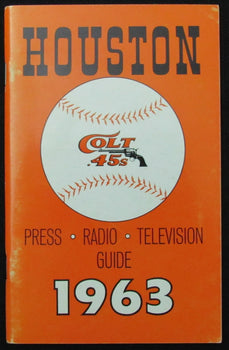 HOUSTON
COLT
.45s
PRESS • RADIO • TELEVISION
GUIDE
1963